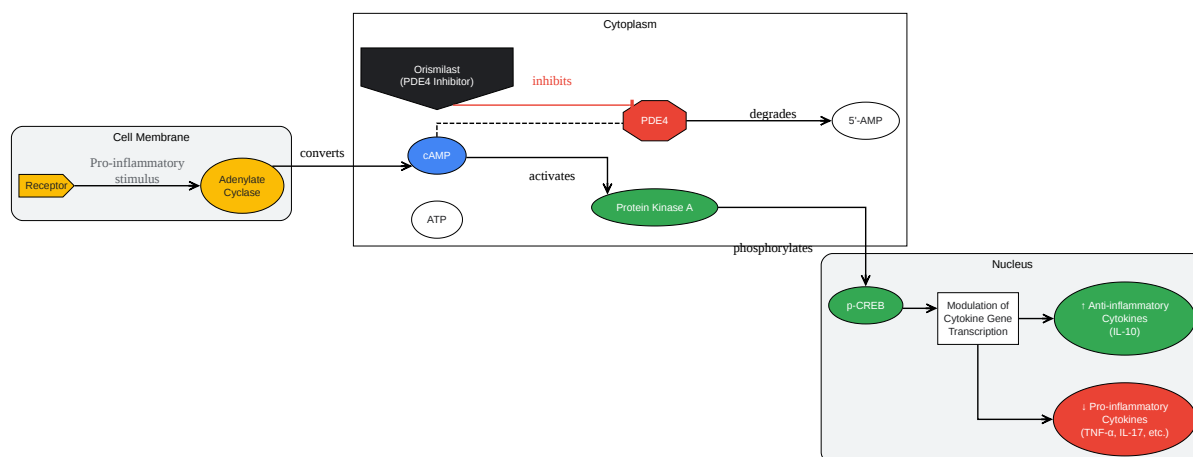 Cytoplasm
Orismilast
(PDE4 Inhibitor)
inhibits
PDE4
degrades
5'-AMP
Cell Membrane
Pro-inflammatory
stimulus
Receptor
Adenylate
Cyclase
converts
cAMP
activates
ATP
Protein Kinase A
phosphorylates
Nucleus
p-CREB
Modulation of
Cytokine Gene
Transcription
↑ Anti-inflammatory
Cytokines
(IL-10)
↓ Pro-inflammatory
Cytokines
(TNF-α, IL-17, etc.)